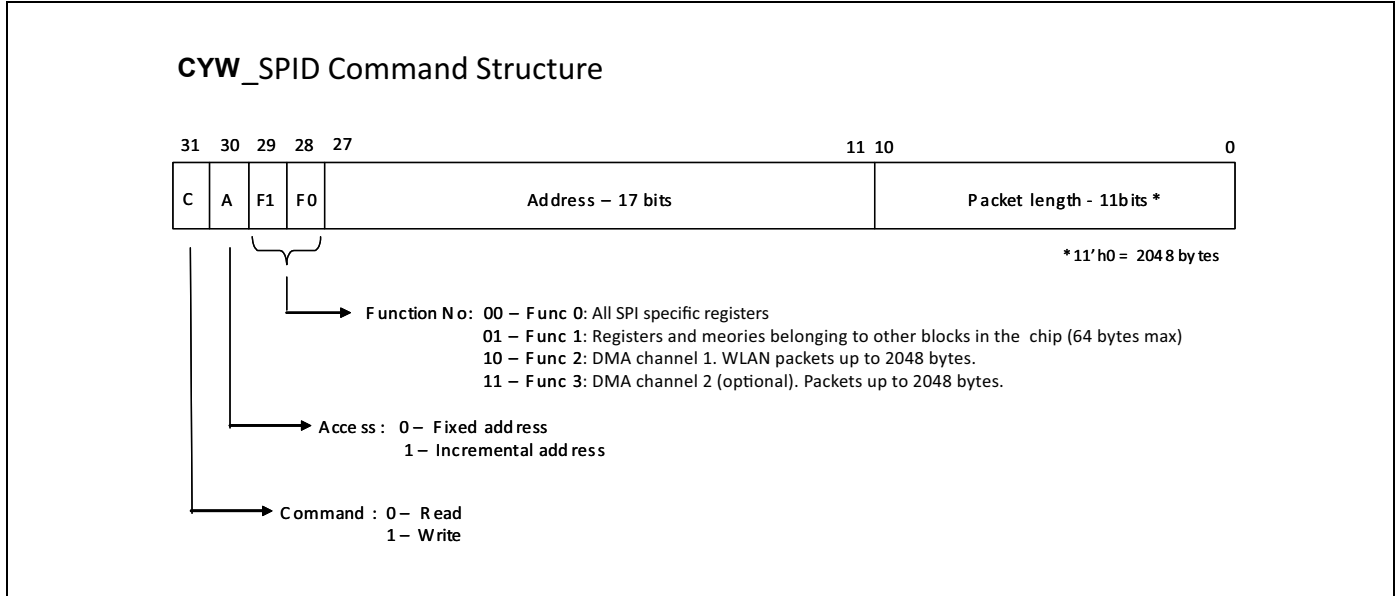 CYW_SPID Command Structure
31 30 29 28 27 11 10 0
C A F1 F0 Address – 17 bits Packet length - 11bits *
*11'h0 = 2048 bytes
Function No: 00 – Func 0: All SPI specific registers
01 – Func 1: Registers and meories belonging to other blocks in the chip (64 bytes max)
10 – Func 2: DMA channel 1. WLAN packets up to 2048 bytes.
11 – Func 3: DMA channel 2 (optional). Packets up to 2048 bytes.
Access: 0 – Fixed address
1 – Incremental address
Command : 0 – Read
1 – Write